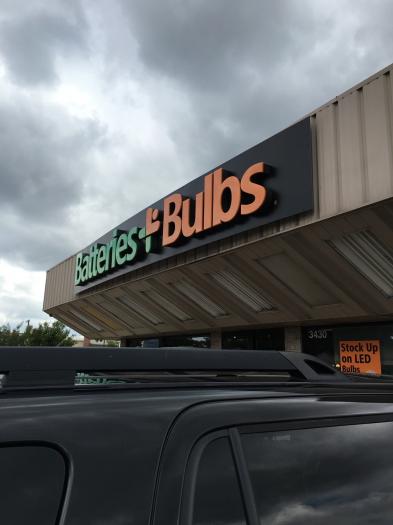 Batteries + Bulbs
3430
Stock Up
on LED
Bulbs